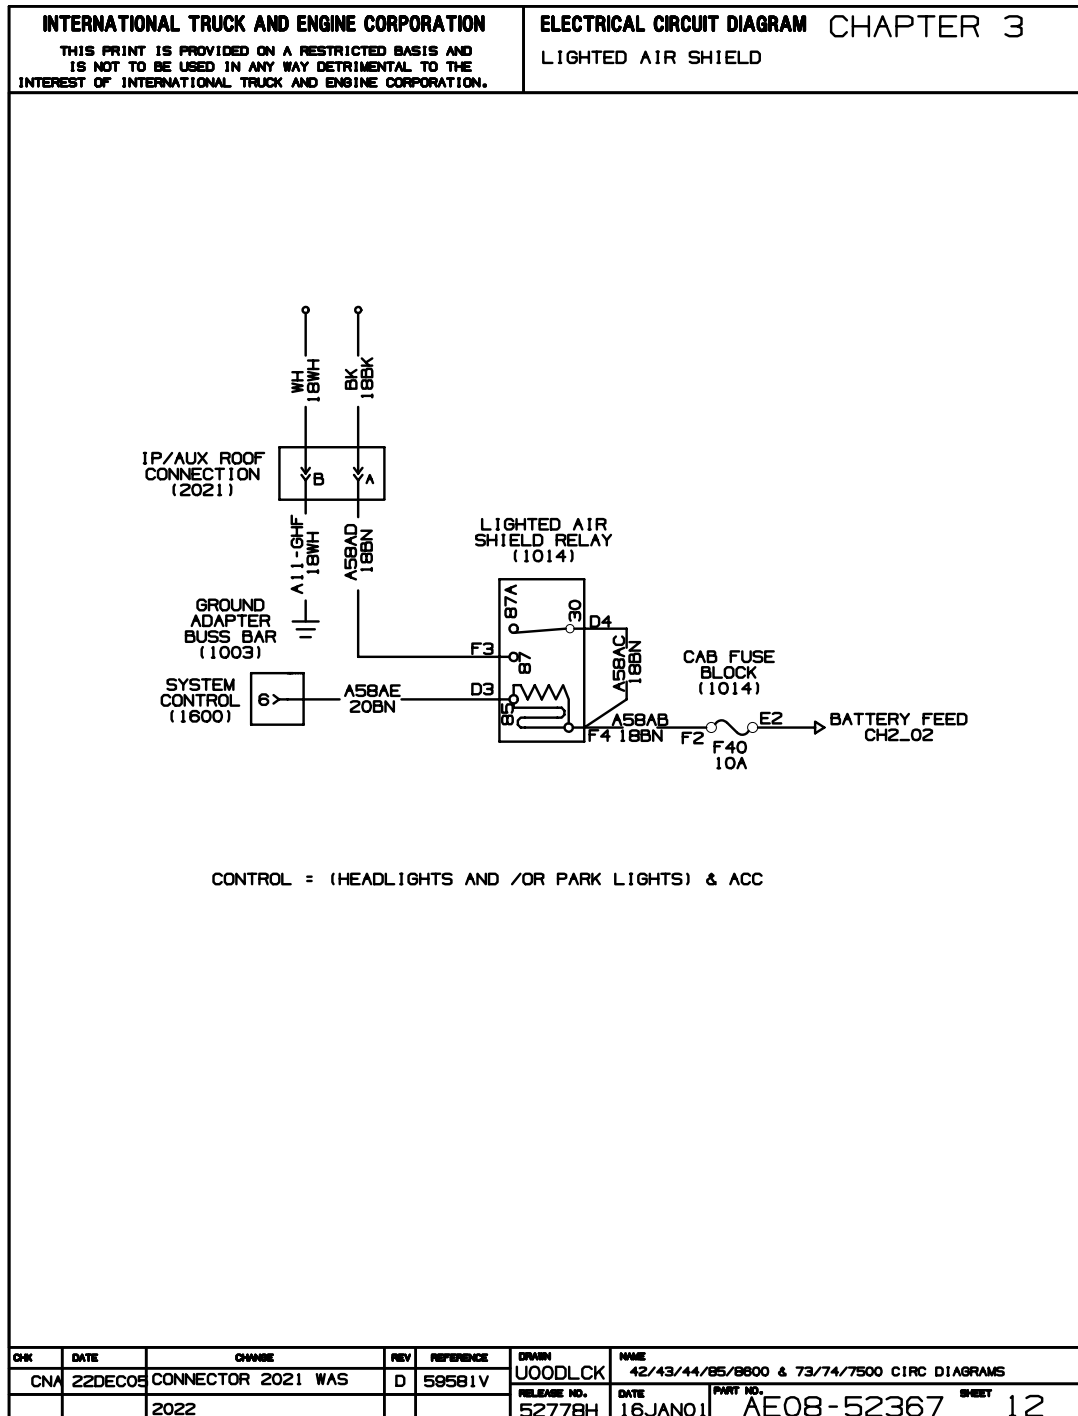 INTERNATIONAL TRUCK AND ENGINE CORPORATION
THIS PRINT IS PROVIDED ON A RESTRICTED BASIS AND
IS NOT TO BE USED IN ANY WAY DETRIMENTAL TO THE
INTEREST OF INTERNATIONAL TRUCK AND ENGINE CORPORATION.
ELECTRICAL CIRCUIT DIAGRAM CHAPTER 3
LIGHTED AIR SHIELD
WH
18WH
BK
18BK
IP/AUX ROOF
CONNECTION
(2021)
B
A
A11-GHF
18WH
A58AD
18BN
LIGHTED AIR
SHIELD RELAY
(1014)
GROUND
ADAPTER
BUSS BAR
(1003)
87A
30
D4
F3
87
A58AC
18BN
CAB FUSE
BLOCK
(1014)
SYSTEM
CONTROL
(1600)
6
A58AE
20BN
D3
85
F4
A58AB
18BN
F2
F40
10A
E2
BATTERY FEED
CH2_02
CONTROL = (HEADLIGHTS AND /OR PARK LIGHTS) & ACC
CHK DATE CHANGE REV REFERENCE
CNA 22DEC05 CONNECTOR 2021 WAS D 59581V
2022
DRAWN
UOODLCK
NAME
42/43/44/85/8600 & 73/74/7500 CIRC DIAGRAMS
RELEASE NO.
52778H
DATE
16JAN01
PART NO.
AE08-52367
SHEET
12